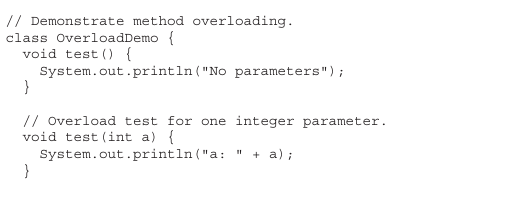 // Demonstrate method overloading.
class OverloadDemo {
  void test() {
    System.out.println("No parameters");
  }

  // Overload test for one integer parameter.
  void test(int a) {
    System.out.println("a: " + a);
  }